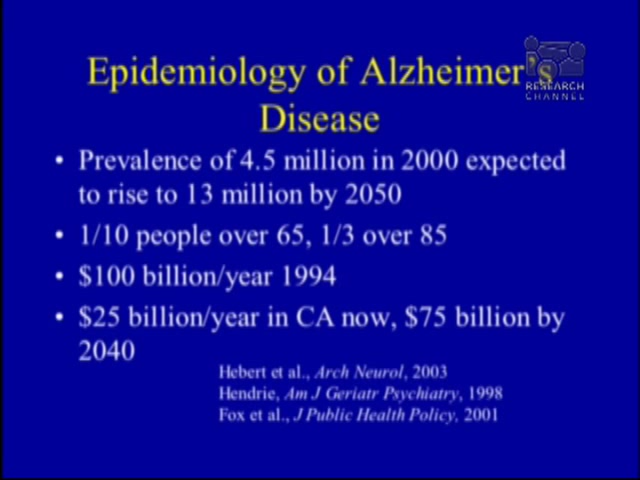 Epidemiology of Alzheimer's
Disease
RESEARCH
CHANNEL
• Prevalence of 4.5 million in 2000 expected
to rise to 13 million by 2050
• 1/10 people over 65, 1/3 over 85
• $100 billion/year 1994
• $25 billion/year in CA now, $75 billion by
2040
Hebert et al., Arch Neurol, 2003
Hendrie, Am J Geriatr Psychiatry, 1998
Fox et al., J Public Health Policy, 2001